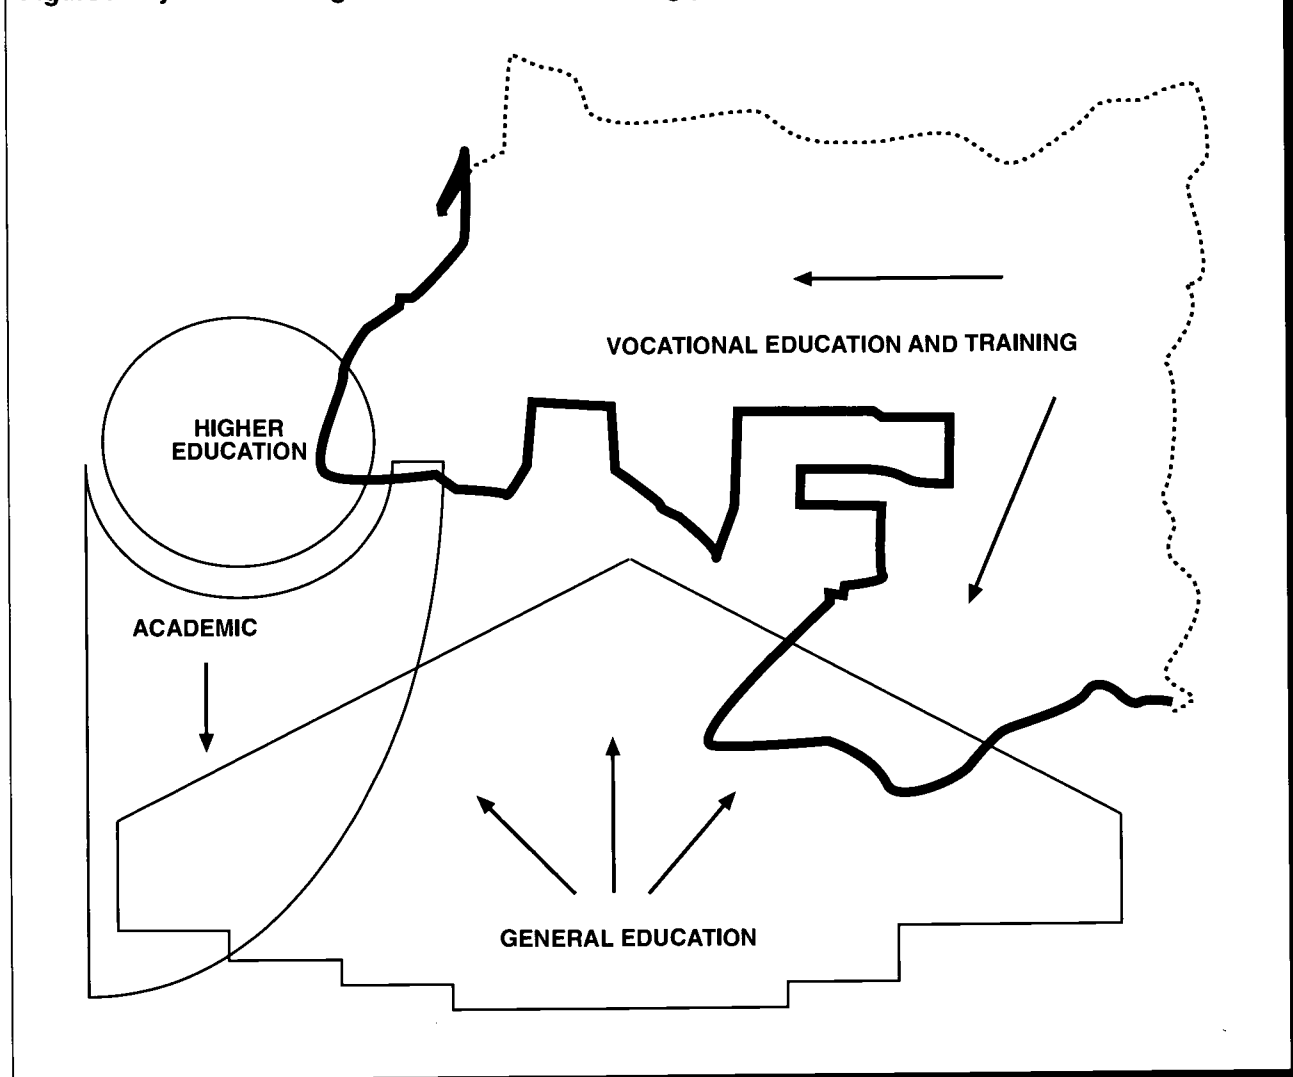 VOCATIONAL EDUCATION AND TRAINING
HIGHER
EDUCATION
ACADEMIC
GENERAL EDUCATION